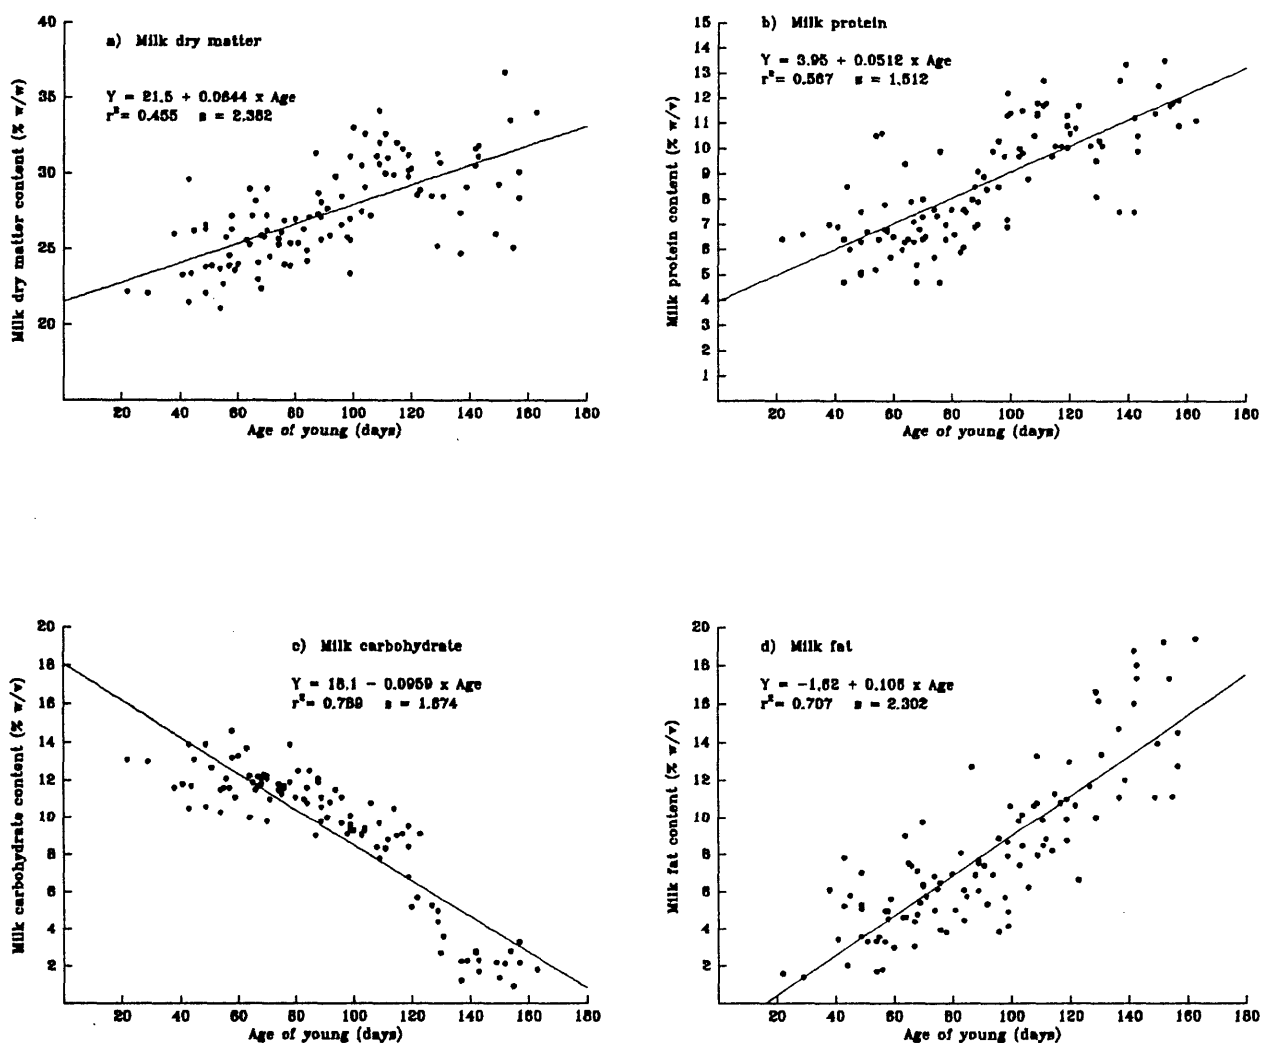 a) Milk dry matter
Y = 21.5 + 0.0644 x Age
r²= 0.455 s = 2.382
Milk dry matter content (% w/w)
40
35
30
25
20
20 40 60 80 100 120 140 160 180
Age of young (days)
b) Milk protein
Y = 3.95 + 0.0512 x Age
r²= 0.567 s = 1.512
Milk protein content (% w/v)
15
14
13
12
11
10
9
8
7
6
5
4
3
2
1
20 40 60 80 100 120 140 160 180
Age of young (days)
c) Milk carbohydrate
Y = 18.1 - 0.0959 x Age
r²= 0.789 s = 1.674
Milk carbohydrate content (% w/v)
20
18
16
14
12
10
8
6
4
2
20 40 60 80 100 120 140 160 180
Age of young (days)
d) Milk fat
Y = -1.62 + 0.106 x Age
r²= 0.707 s = 2.302
Milk fat content (% w/v)
20
18
16
14
12
10
8
6
4
2
20 40 60 80 100 120 140 160 180
Age of young (days)